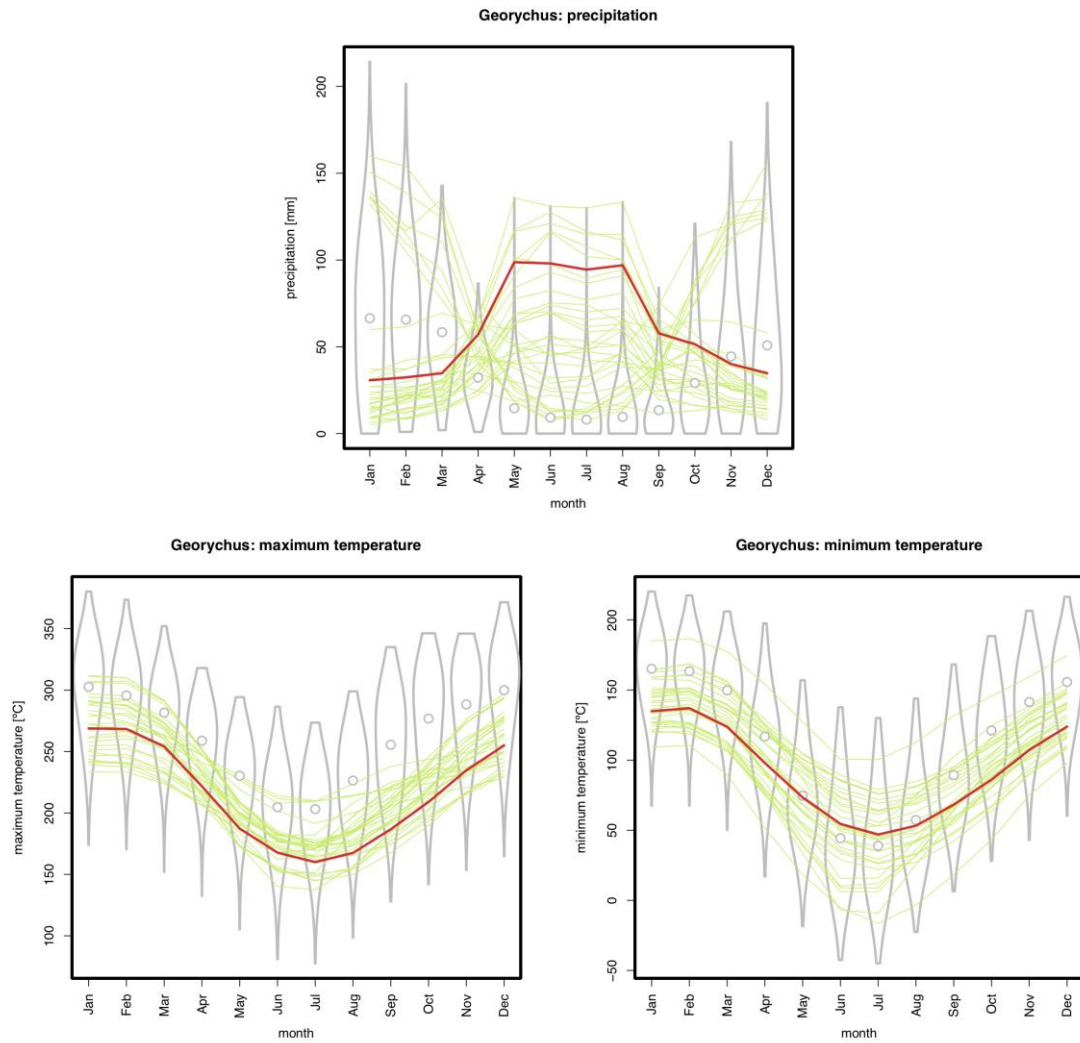 Georychus: precipitation
precipitation [mm]
200
150
100
50
0
Jan Feb Mar Apr May Jun Jul Aug Sep Oct Nov Dec
month
Georychus: maximum temperature
maximum temperature [°C]
350
300
250
200
150
100
Jan Feb Mar Apr May Jun Jul Aug Sep Oct Nov Dec
month
Georychus: minimum temperature
minimum temperature [°C]
200
150
100
50
0
−50
Jan Feb Mar Apr May Jun Jul Aug Sep Oct Nov Dec
month